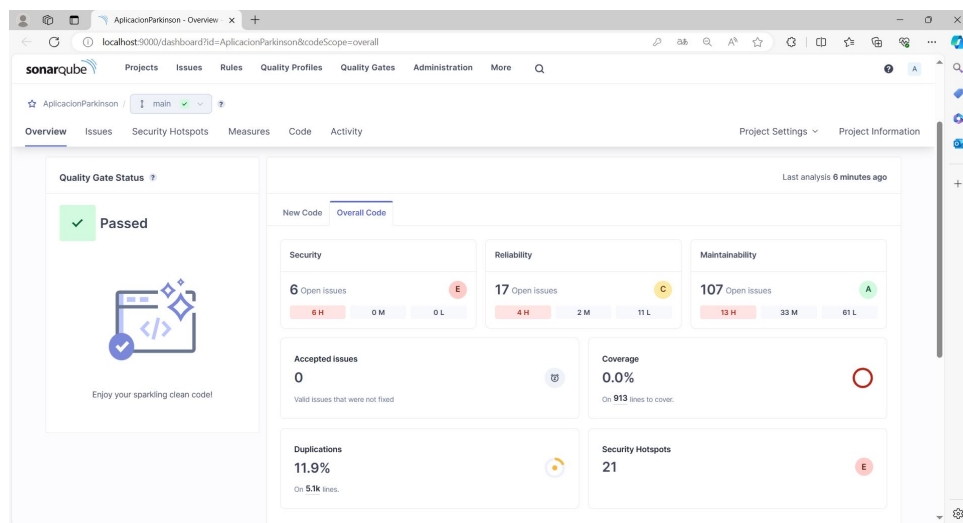 AplicacionParkinson - Overview
localhost:9000/dashboard?id=AplicacionParkinson&codeScope=overall
sonarqube Projects Issues Rules Quality Profiles Quality Gates Administration More A
AplicacionParkinson / main
Overview Issues Security Hotspots Measures Code Activity Project Settings Project Information
Quality Gate Status
Passed
Enjoy your sparkling clean code!
Last analysis 6 minutes ago
New Code Overall Code
Security
6 Open issues E
6 H 0 M 0 L
Reliability
17 Open issues C
4 H 2 M 11 L
Maintainability
107 Open issues A
13 H 33 M 61 L
Accepted issues
0
Valid issues that were not fixed
Coverage
0.0%
On 913 lines to cover.
Duplications
11.9%
On 5.1k lines.
Security Hotspots
21 E